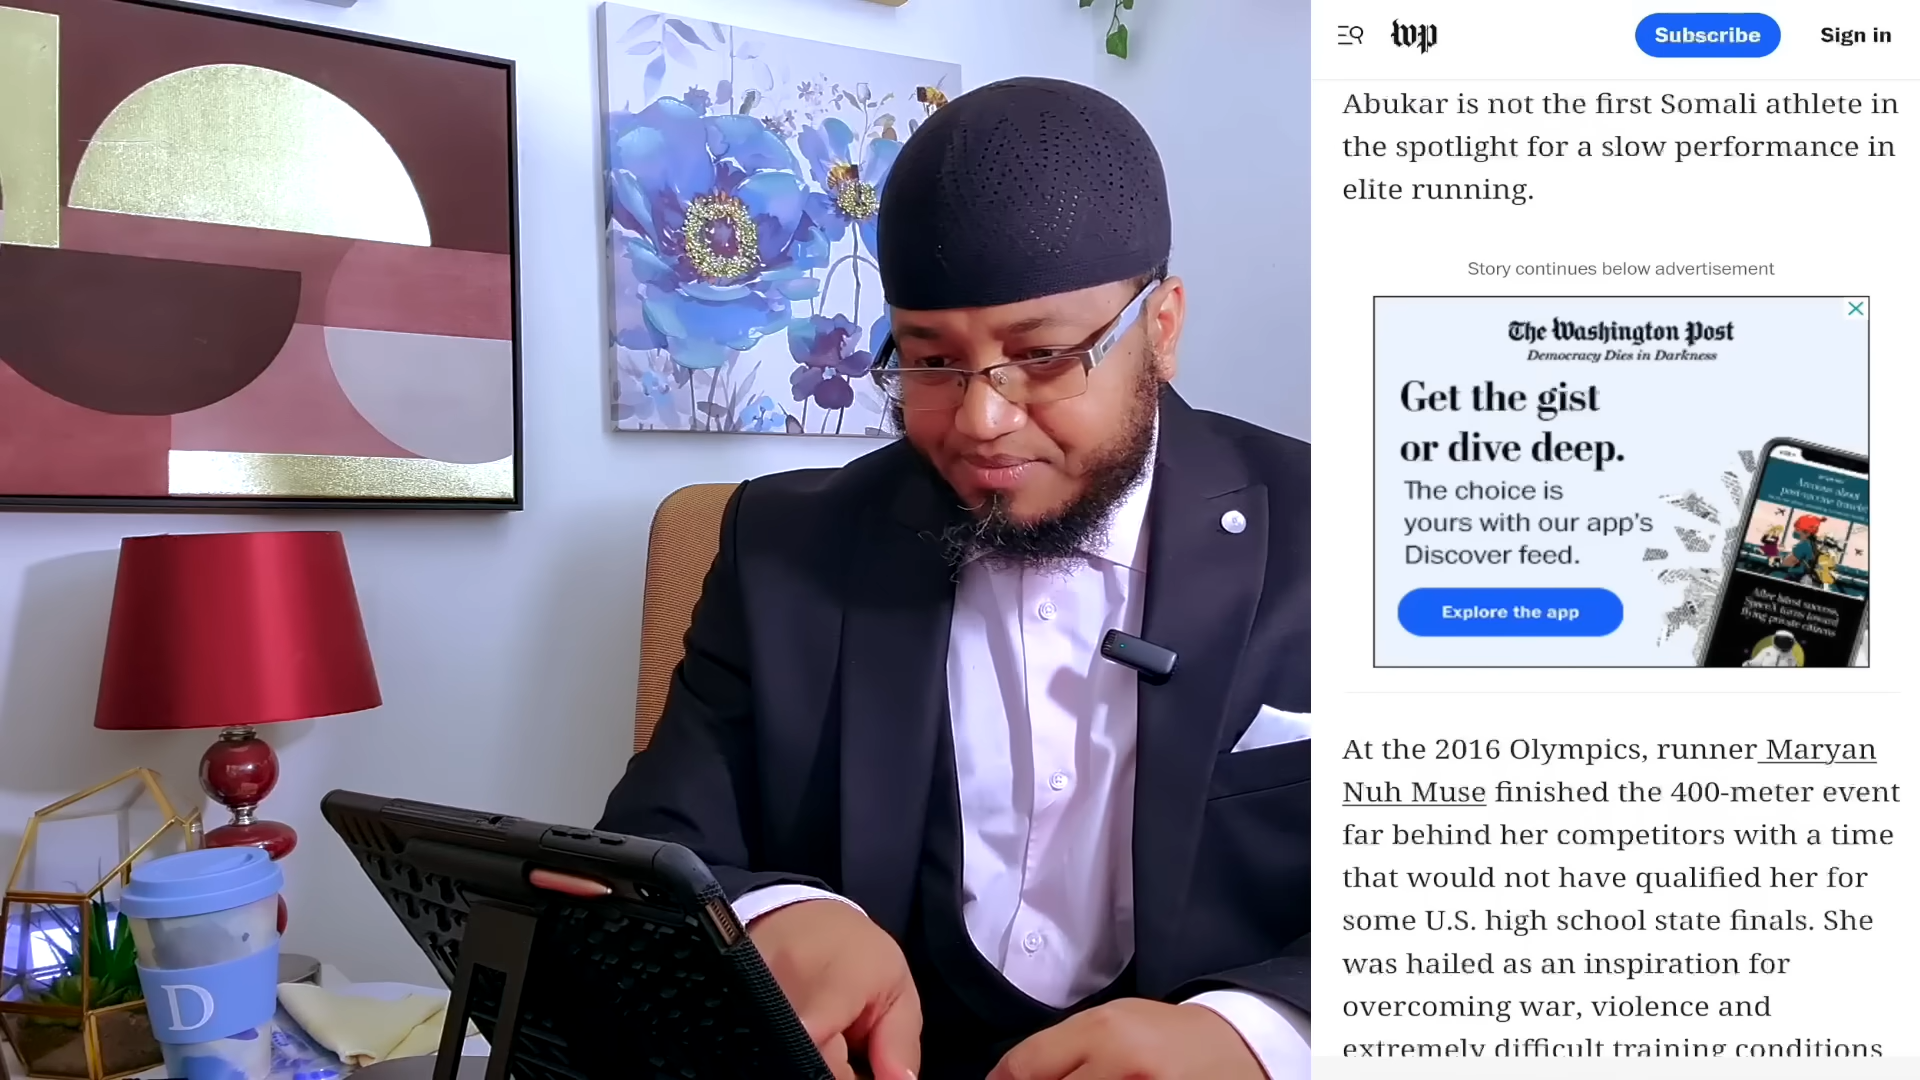 wp
Subscribe
Sign in
Abukar is not the first Somali athlete in
the spotlight for a slow performance in
elite running.
Story continues below advertisement
The Washington Post
Democracy Dies in Darkness
Get the gist
or dive deep.
The choice is
yours with our app's
Discover feed.
Explore the app
At the 2016 Olympics, runner Maryan
Nuh Muse finished the 400-meter event
far behind her competitors with a time
that would not have qualified her for
some U.S. high school state finals. She
was hailed as an inspiration for
overcoming war, violence and
extremely difficult training conditions
D